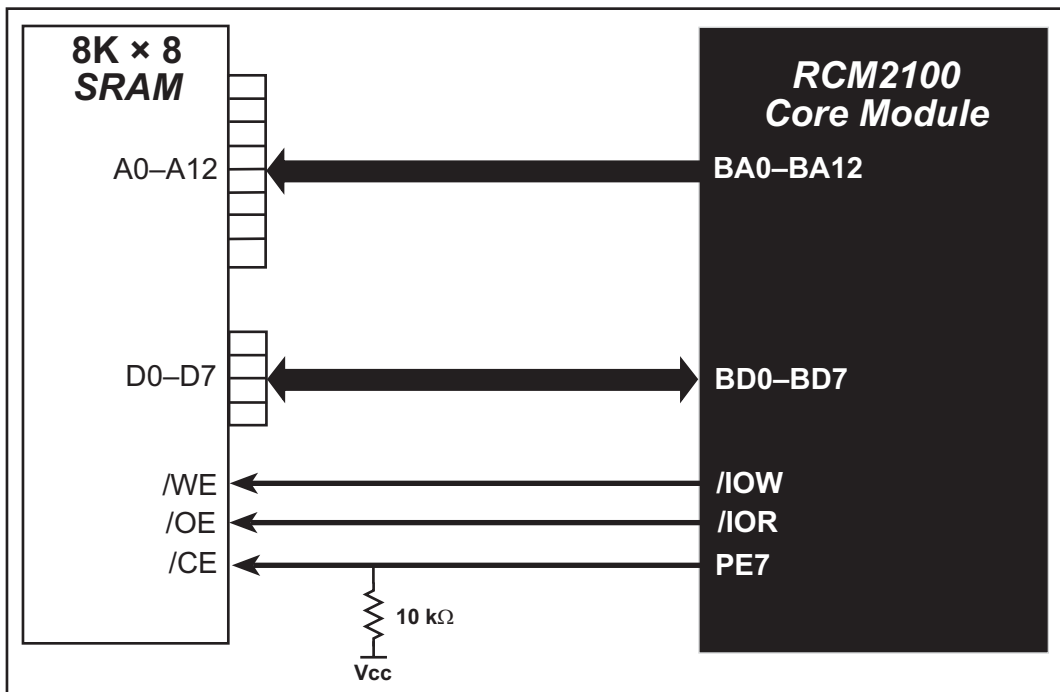 8K × 8
SRAM
RCM2100
Core Module
A0–A12
BA0–BA12
D0–D7
BD0–BD7
/WE
/IOW
/OE
/IOR
/CE
PE7
10 kΩ
Vcc